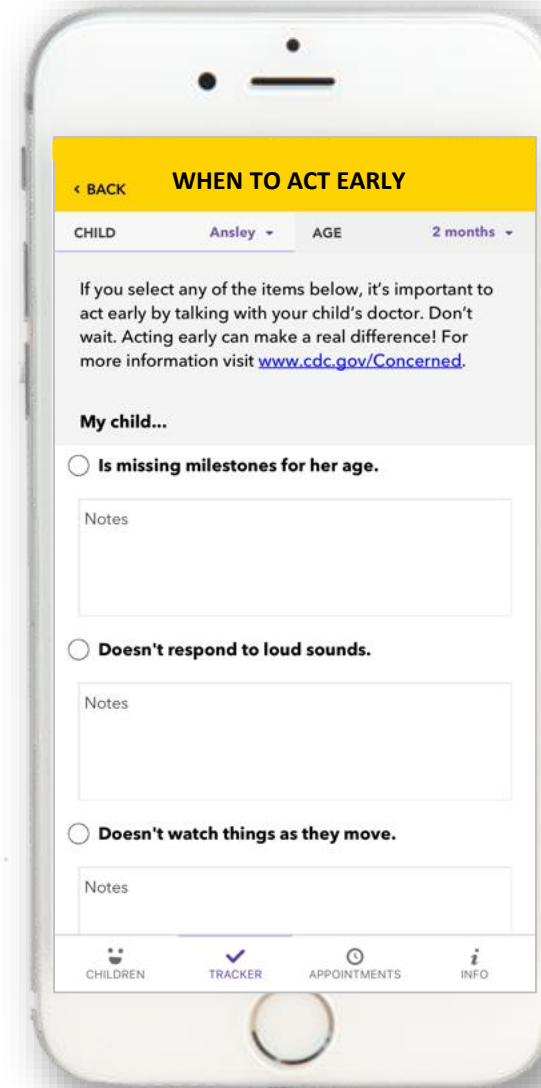 ‹ BACK WHEN TO ACT EARLY
CHILD Ansley AGE 2 months
If you select any of the items below, it's important to
act early by talking with your child's doctor. Don't
wait. Acting early can make a real difference! For
more information visit www.cdc.gov/Concerned.
My child...
Is missing milestones for her age.
Notes
Doesn't respond to loud sounds.
Notes
Doesn't watch things as they move.
Notes
CHILDREN TRACKER APPOINTMENTS INFO